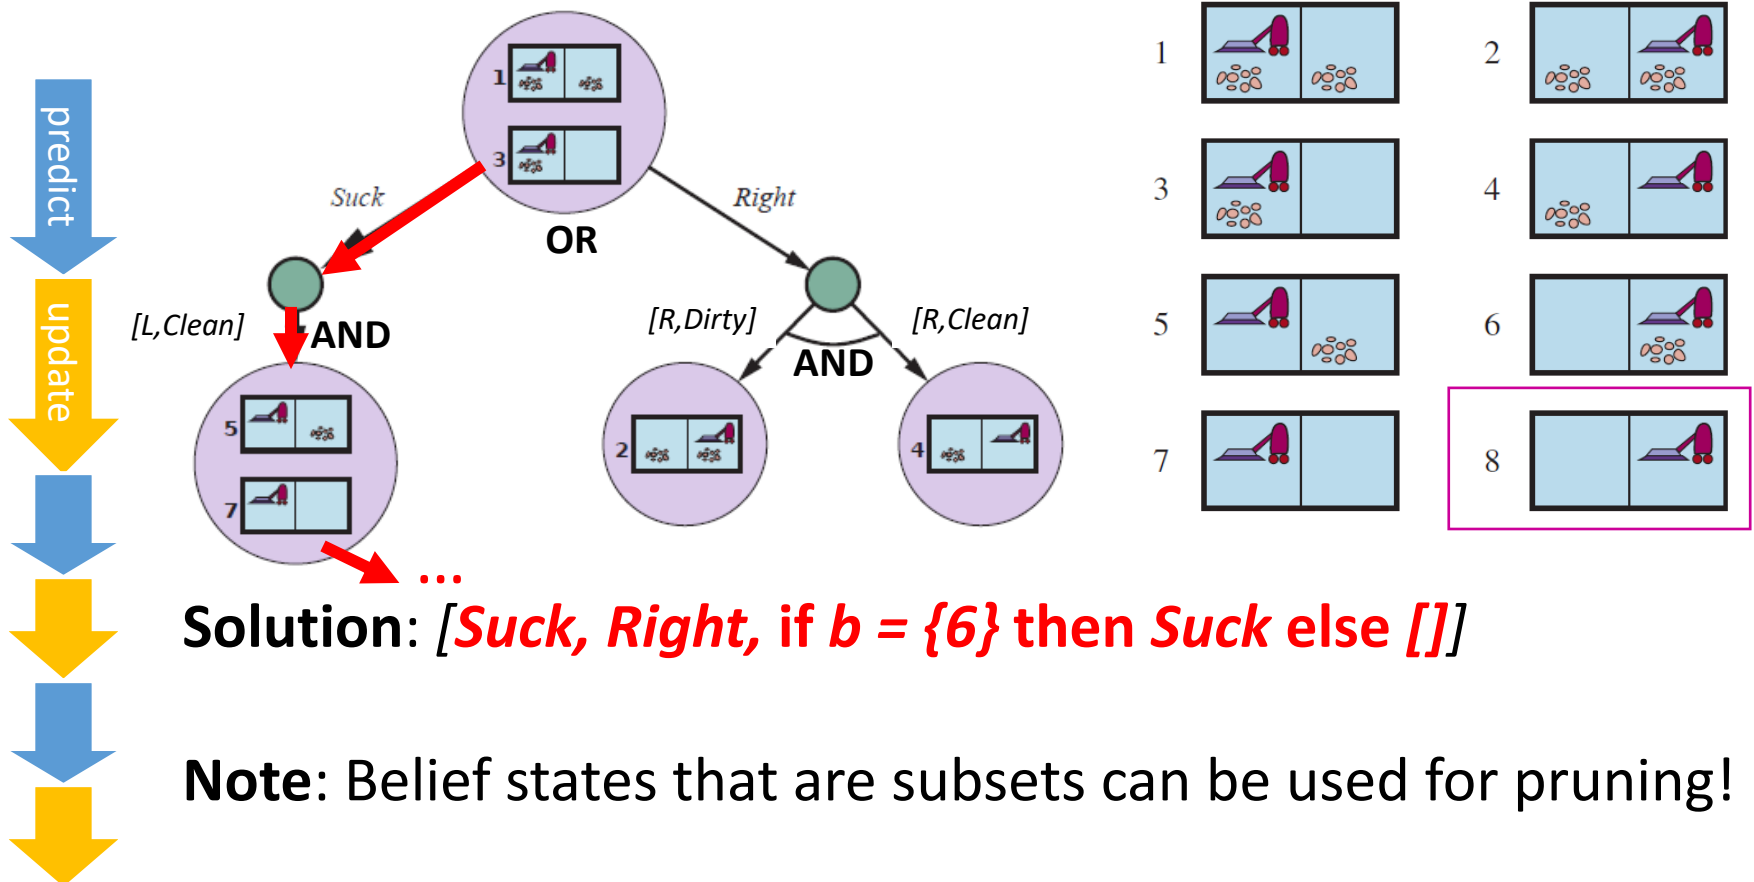 predict
update
1
3
Suck
Right
OR
[L,Clean]
AND
[R,Dirty]
[R,Clean]
AND
5
7
2
4
...
1
2
3
4
5
6
7
8
Solution: [Suck, Right, if b = {6} then Suck else []]
Note: Belief states that are subsets can be used for pruning!